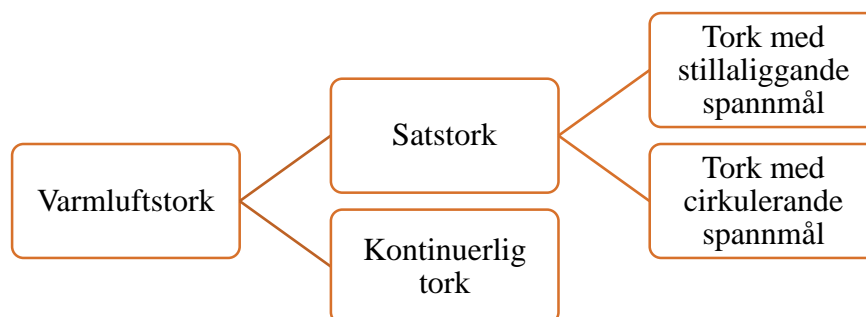 Varmluftstork
Satstork
Kontinuerlig
tork
Tork med
stillaliggande
spannmål
Tork med
cirkulerande
spannmål